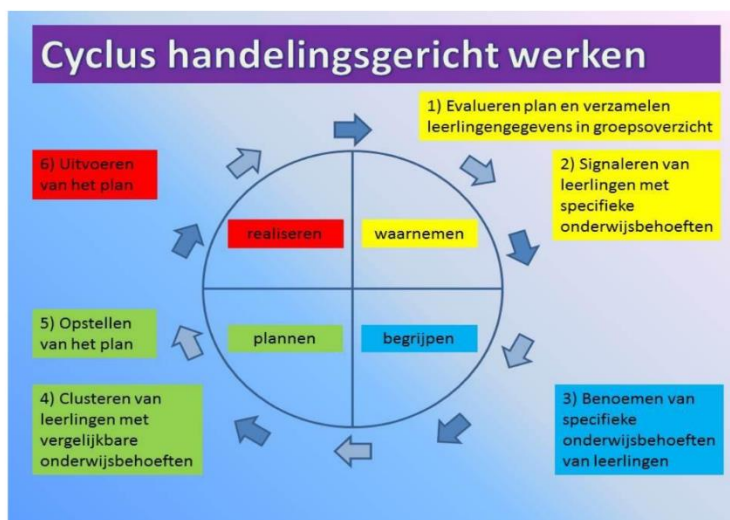 Cyclus handelingsgericht werken
1) Evalueren plan en verzamelen
leerlingengegevens in groepsoverzicht
2) Signaleren van
leerlingen met
specifieke
onderwijsbehoeften
6) Uitvoeren
van het plan
realiseren
waarnemen
plannen
begrijpen
5) Opstellen
van het plan
4) Clusteren van
leerlingen met
vergelijkbare
onderwijsbehoeften
3) Benoemen van
specifieke
onderwijsbehoeften
van leerlingen